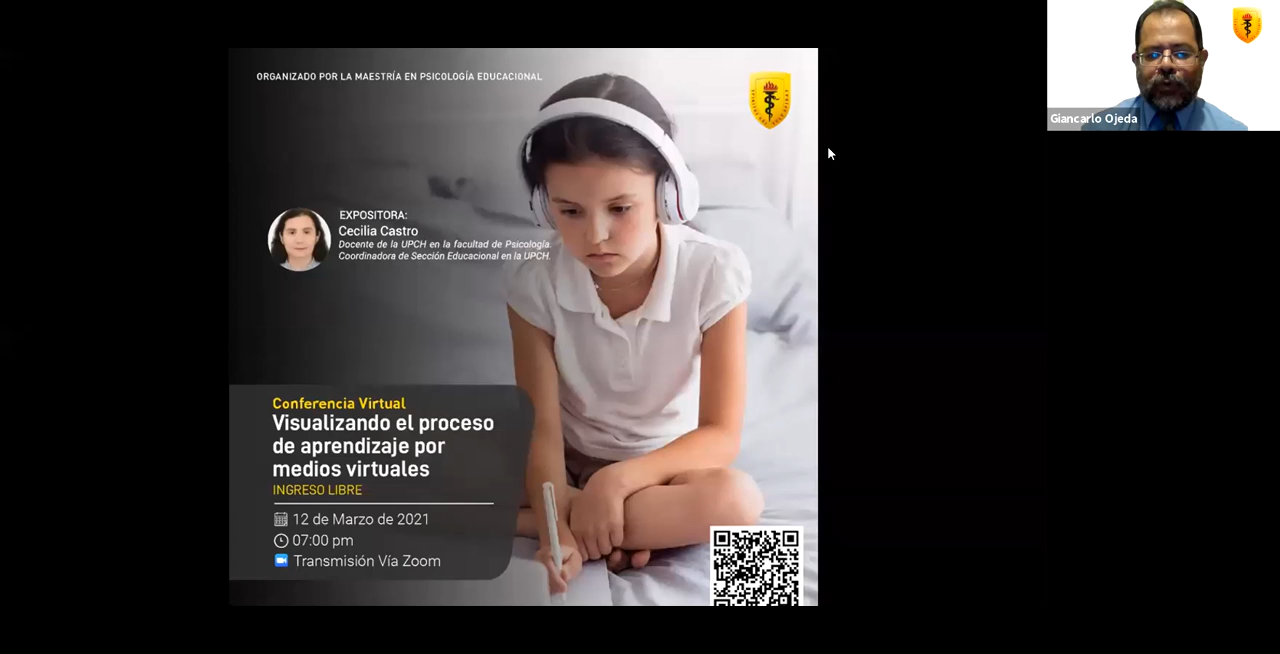 ORGANIZADO POR LA MAESTRÍA EN PSICOLOGÍA EDUCACIONAL
Giancarlo Ojeda
EXPOSITORA:
Cecilia Castro
Docente de la UPCH en la facultad de Psicología.
Coordinadora de Sección Educacional en la UPCH.
Conferencia Virtual
Visualizando el proceso
de aprendizaje por
medios virtuales
INGRESO LIBRE
12 de Marzo de 2021
07:00 pm
Transmisión Vía Zoom